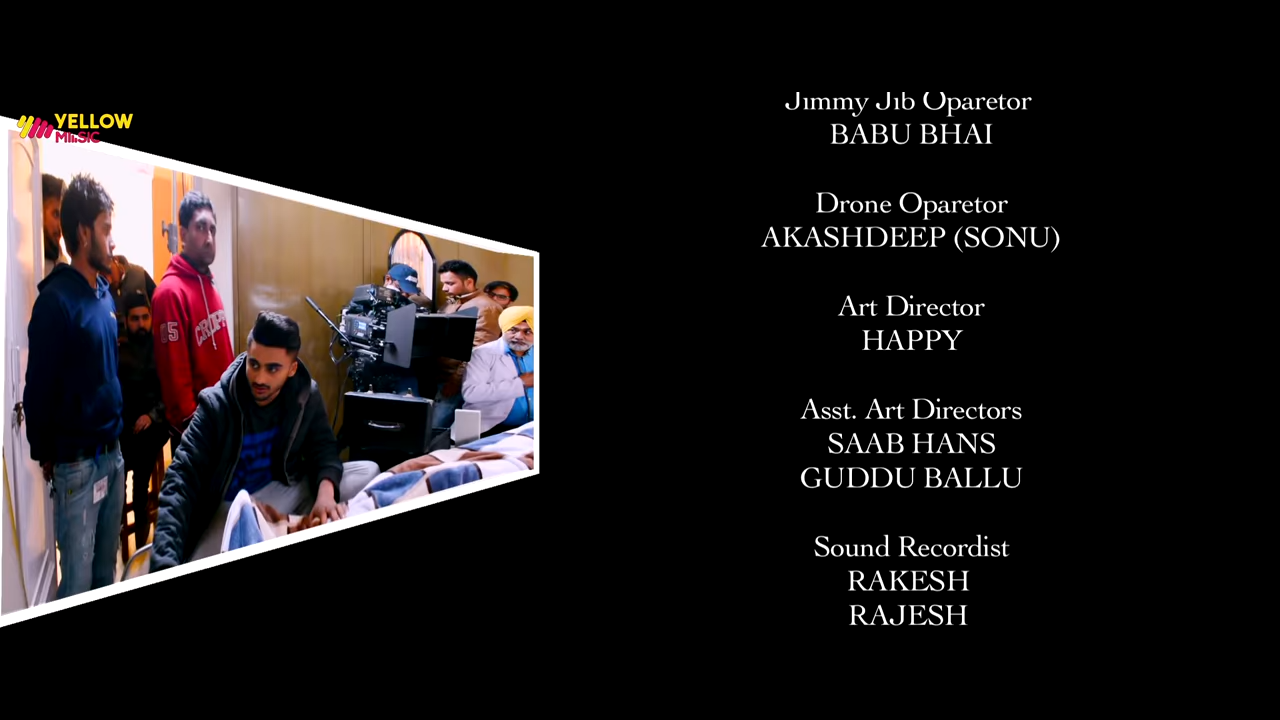 YELLOW
MUSIC
Jimmy Jib Oparetor
BABU BHAI
Drone Oparetor
AKASHDEEP (SONU)
Art Director
HAPPY
Asst. Art Directors
SAAB HANS
GUDDU BALLU
Sound Recordist
RAKESH
RAJESH
05